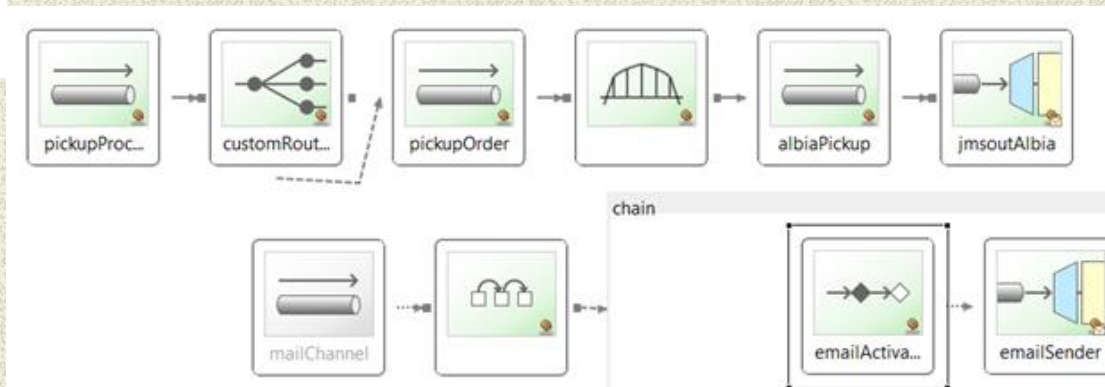 pickupProc...
customRout...
pickupOrder
albiaPickup
jmsoutAlbia
chain
mailChannel
emailActiva...
emailSender